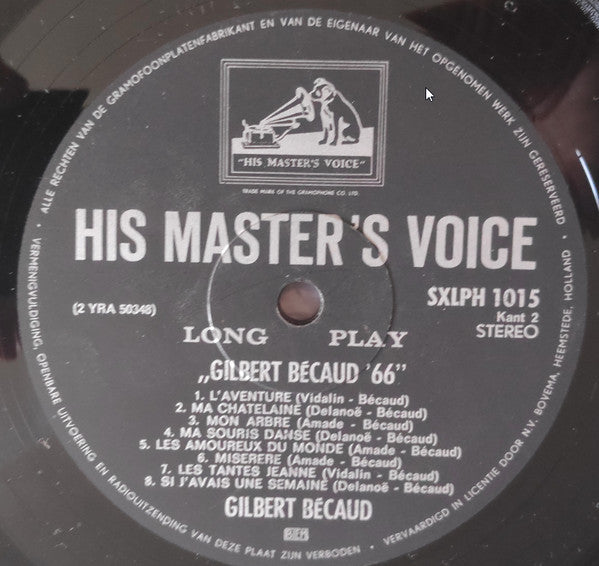 ALLE RECHTEN VAN DE GRAMOFOONPLATENFABRIKANT EN VAN DE EIGENAAR VAN HET OPGENOMEN WERK ZIJN GERESERVEERD
"HIS MASTER'S VOICE"
TRADE MARK OF THE GRAMOPHONE CO. LTD.
HIS MASTER'S VOICE
SXLPH 1015
(2 YRA 50348)
Kant 2
LONG PLAY
STEREO
„GILBERT BÉCAUD '66"
1. L'AVENTURE (Vidalin - Bécaud)
2. MA CHATELAINE (Delanoë - Bécaud)
3. MON ARBRE (Amade - Bécaud)
4. MA SOURIS DANSE (Delanoë - Bécaud)
5. LES AMOUREUX DU MONDE (Amade - Bécaud)
6. MISERERE (Amade - Bécaud)
7. LES TANTES JEANNE (Vidalin - Bécaud)
8. SI J'AVAIS UNE SEMAINE (Delanoë - Bécaud)
GILBERT BÉCAUD
BIEM
VERMENIGVULDIGING, OPENBARE UITVOERING EN RADIOUITZENDING VAN DEZE PLAAT ZIJN VERBODEN • VERVAARDIGD IN LICENTIE DOOR N.V. BOVEMA, HEEMSTEDE, HOLLAND